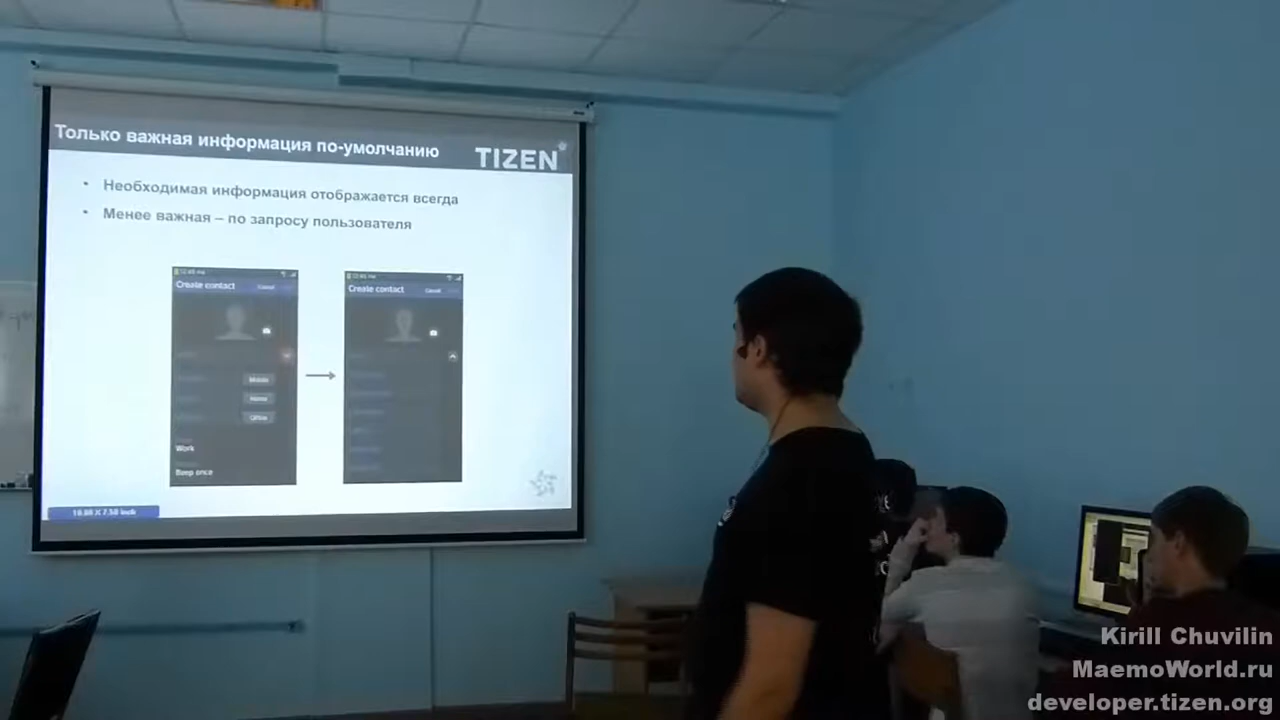 Только важная информация по-умолчанию
TIZEN
• Необходимая информация отображается всегда
• Менее важная – по запросу пользователя
Create contact
Cancel
Mobile
Home
Office
Work
Beep once
Create contact
Cancel
Kirill Chuvilin
MaemoWorld.ru
developer.tizen.org